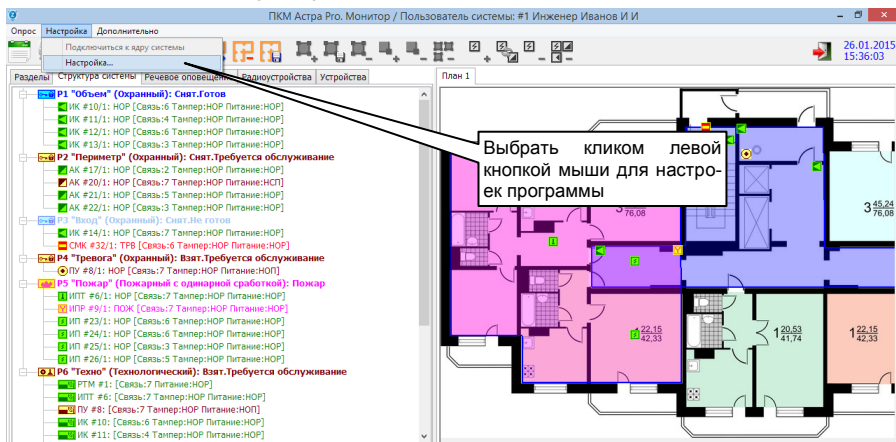 ПКМ Астра Pro. Монитор / Пользователь системы: #1 Инженер Иванов И И
Опрос Настройка Дополнительно
Подключиться к ядру системы
Настройка...
26.01.2015
15:36:03
Разделы Структура системы Речевое оповещение Радиоустройства Устройства
План 1
P1 "Объем" (Охранный): Снят.Готов
ИК #10/1: НОР [Связь:6 Тампер:НОР Питание:НОР]
ИК #11/1: НОР [Связь:4 Тампер:НОР Питание:НОР]
ИК #12/1: НОР [Связь:6 Тампер:НОР Питание:НОР]
ИК #13/1: НОР [Связь:3 Тампер:НОР Питание:НОР]
P2 "Периметр" (Охранный): Снят.Требуется обслуживание
АК #17/1: НОР [Связь:2 Тампер:НОР Питание:НОР]
АК #20/1: НОР [Связь:7 Тампер:НОР Питание:НСП]
АК #21/1: НОР [Связь:5 Тампер:НОР Питание:НОР]
АК #22/1: НОР [Связь:3 Тампер:НОР Питание:НОР]
P3 "Вход" (Охранный): Снят.Не готов
ИК #14/1: НОР [Связь:7 Тампер:НОР Питание:НОР]
СМК #32/1: ТРВ [Связь:6 Тампер:НОР Питание:НОР]
P4 "Тревога" (Охранный): Взят.Требуется обслуживание
ПУ #8/1: НОР [Связь:7 Тампер:НОР Питание:НОП]
P5 "Пожар" (Пожарный с одинарной сработкой): Пожар
ИПТ #6/1: НОР [Связь:7 Тампер:НОР Питание:НОР]
ИПР #9/1: ПОЖ [Связь:7 Тампер:НОР Питание:НОР]
ИП #23/1: НОР [Связь:6 Тампер:НОР Питание:НОР]
ИП #24/1: НОР [Связь:6 Тампер:НОР Питание:НОР]
ИП #25/1: НОР [Связь:3 Тампер:НОР Питание:НОР]
ИП #26/1: НОР [Связь:5 Тампер:НОР Питание:НОР]
P6 "Техно" (Технологический): Взят.Требуется обслуживание
РТМ #1: [Связь:7 Питание:НОР]
ИПТ #6: [Связь:7 Тампер:НОР Питание:НОР]
ПУ #8: [Связь:7 Тампер:НОР Питание:НОП]
ИК #10: [Связь:6 Тампер:НОР Питание:НОР]
ИК #11: [Связь:4 Тампер:НОР Питание:НОР]
Выбрать кликом левой
кнопкой мыши для настро-
ек программы
76,08
3 45,24
76,08
1 22,15
42,33
1 20,53
41,74
1 22,15
42,33